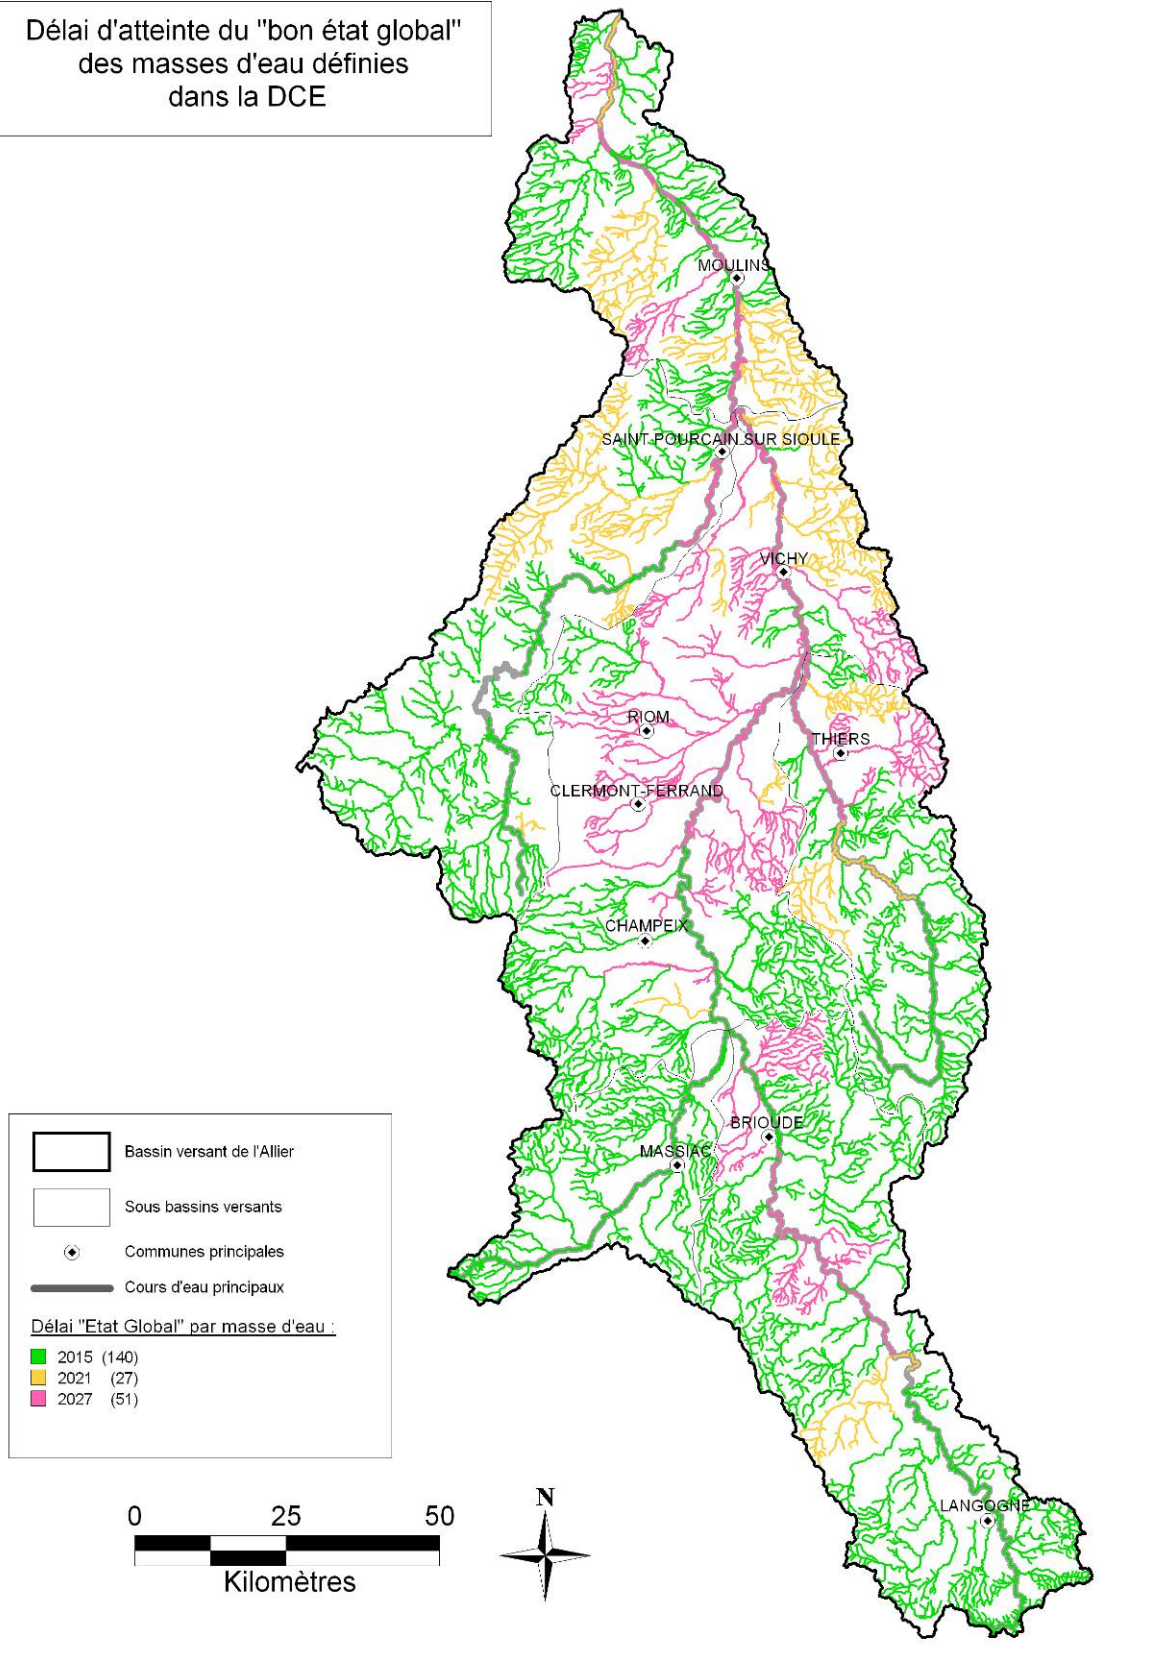 Délai d'atteinte du "bon état global"
des masses d'eau définies
dans la DCE
MOULINS
SAINT POURCAIN SUR SIOULE
VICHY
RIOM
THIERS
CLERMONT-FERRAND
CHAMPEIX
BRIOUDE
MASSIAC
LANGOGNE
Bassin versant de l'Allier
Sous bassins versants
Communes principales
Cours d'eau principaux
Délai "Etat Global" par masse d'eau :
2015 (140)
2021 (27)
2027 (51)
0 25 50
Kilomètres
N